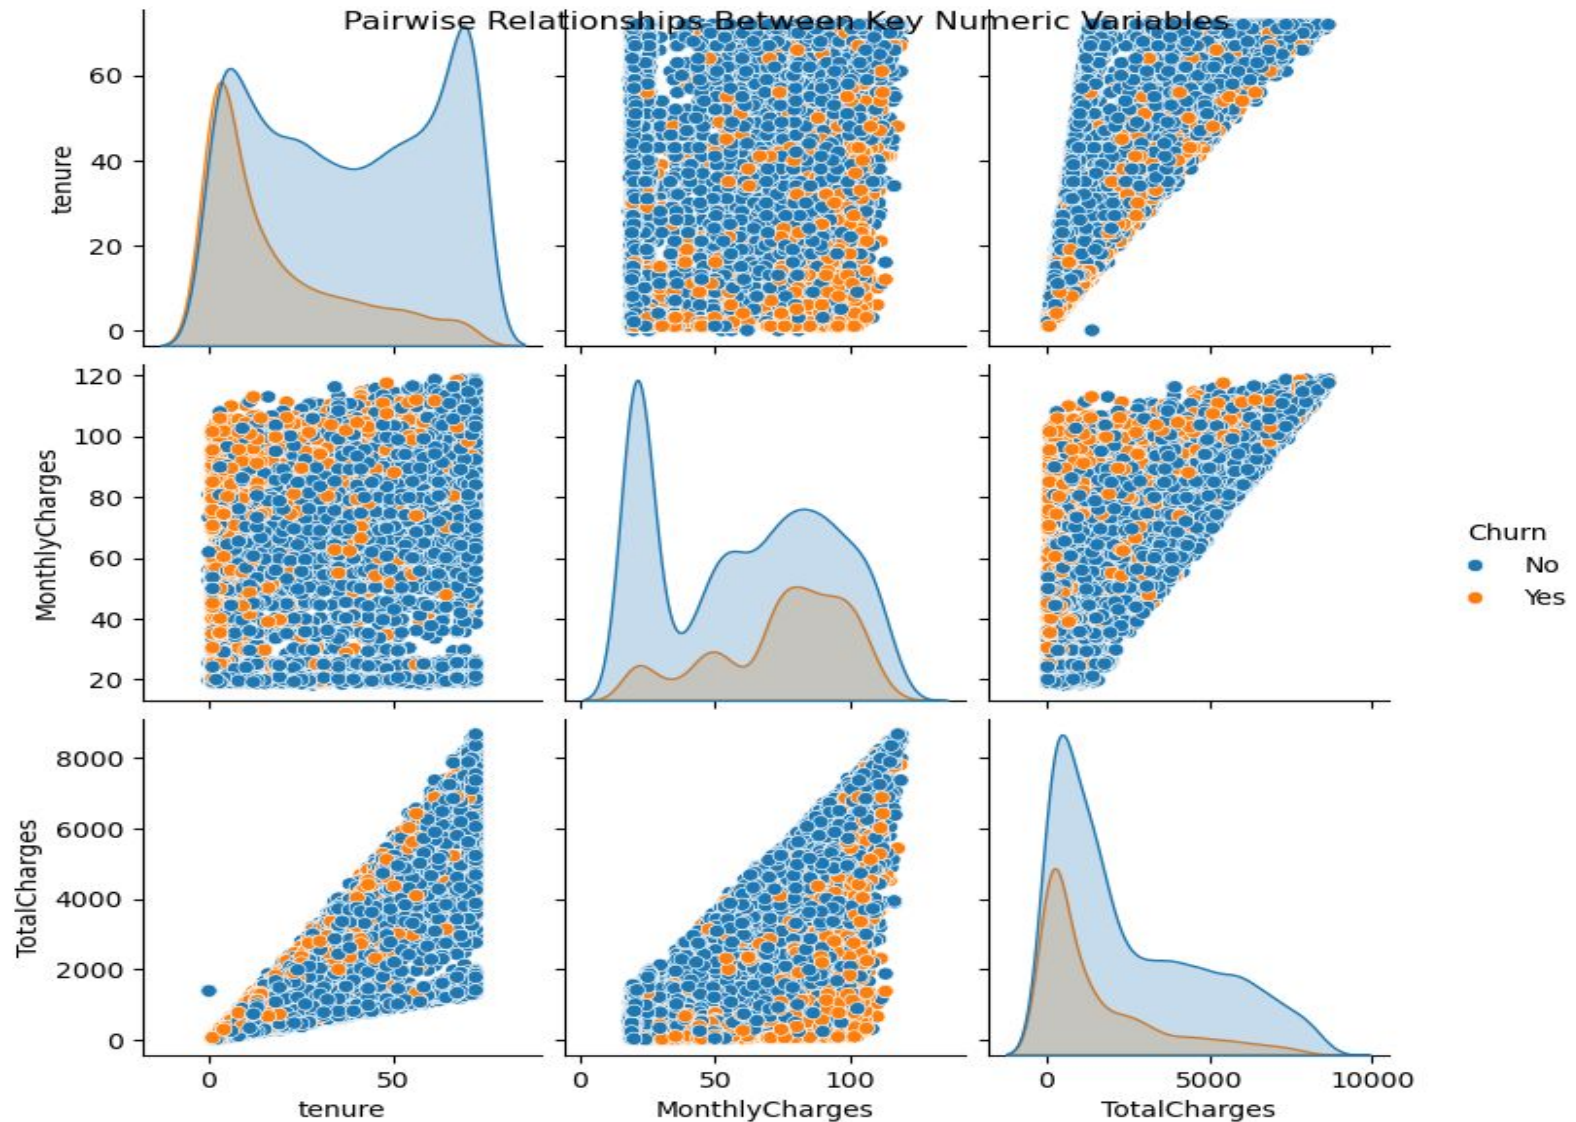 Pairwise Relationships Between Key Numeric Variables
tenure
60
40
20
0
MonthlyCharges
120
100
80
60
40
20
TotalCharges
8000
6000
4000
2000
0
0 50
tenure
0 50 100
MonthlyCharges
0 5000 10000
TotalCharges
Churn
No
Yes